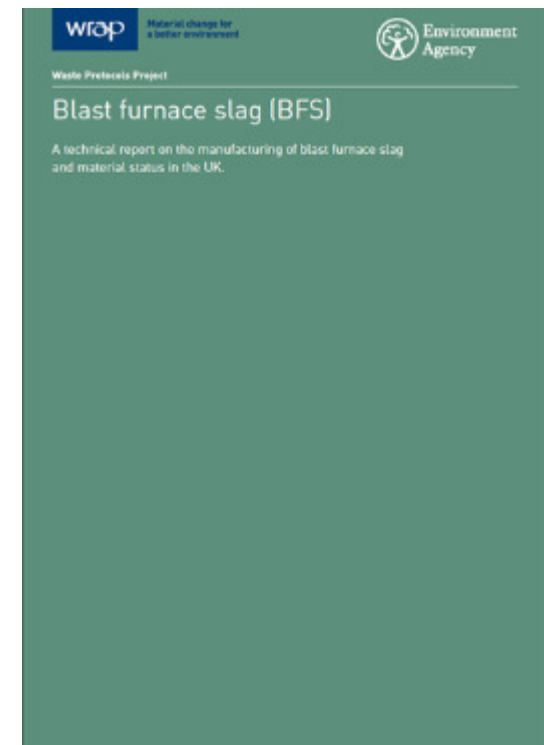 wrap
Material change for
a better environment
Environment
Agency
Waste Protocols Project
Blast furnace slag (BFS)
A technical report on the manufacturing of blast furnace slag
and material status in the UK.